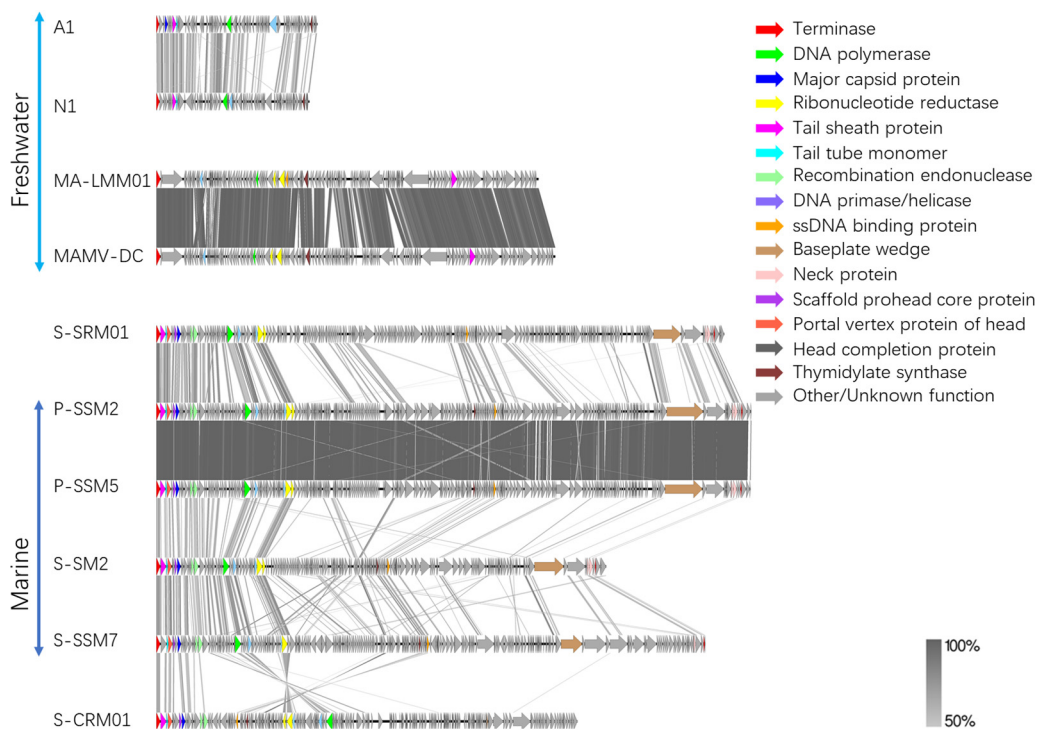 Freshwater
A1
N1
MA-LMM01
MAMV-DC
S-SRM01
Marine
P-SSM2
P-SSM5
S-SM2
S-SSM7
S-CRM01
Terminase
DNA polymerase
Major capsid protein
Ribonucleotide reductase
Tail sheath protein
Tail tube monomer
Recombination endonuclease
DNA primase/helicase
ssDNA binding protein
Baseplate wedge
Neck protein
Scaffold prohead core protein
Portal vertex protein of head
Head completion protein
Thymidylate synthase
Other/Unknown function
100%
50%